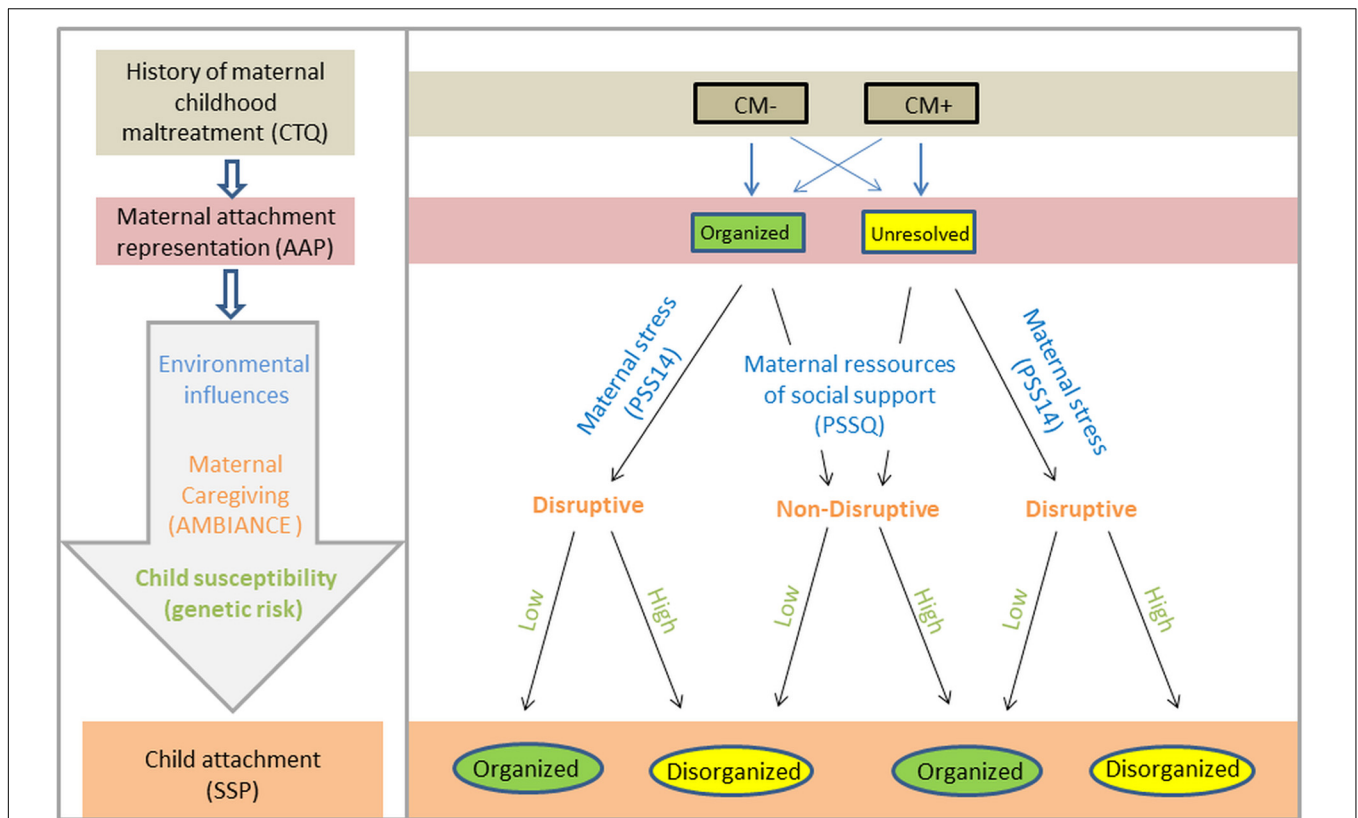 History of maternal
childhood
maltreatment (CTQ)
CM-
CM+
Maternal attachment
representation (AAP)
Organized
Unresolved
Environmental
influences
Maternal stress
(PSS14)
Maternal ressources
of social support
(PSSQ)
Maternal stress
(PSS14)
Maternal
Caregiving
(AMBIANCE )
Disruptive
Non-Disruptive
Disruptive
Child susceptibility
(genetic risk)
Low
High
Low
High
Low
High
Child attachment
(SSP)
Organized
Disorganized
Organized
Disorganized